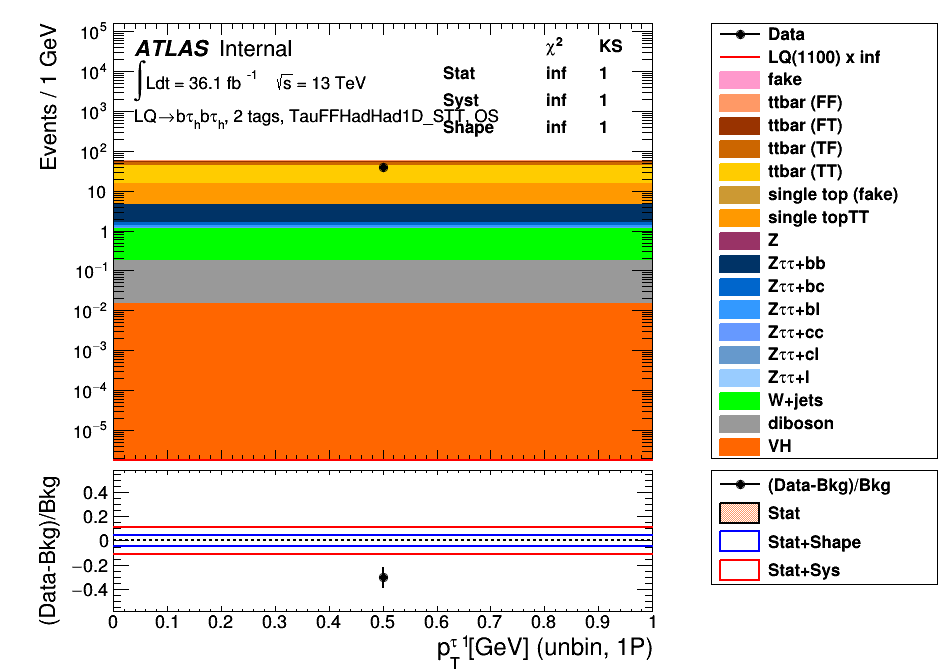 Events / 1 GeV
10⁵
10⁴
10³
10²
10
1
10⁻¹
10⁻²
10⁻³
10⁻⁴
10⁻⁵
ATLAS Internal
∫Ldt = 36.1 fb⁻¹ √s = 13 TeV
LQ→bτ_hbτ_h, 2 tags, TauFFHadHad1D_STT, OS
χ² KS
Stat inf 1
Syst inf 1
Shape inf 1
Data
LQ(1100) x inf
fake
ttbar (FF)
ttbar (FT)
ttbar (TF)
ttbar (TT)
single top (fake)
single topTT
Z
Zττ+bb
Zττ+bc
Zττ+bl
Zττ+cc
Zττ+cl
Zττ+l
W+jets
diboson
VH
(Data-Bkg)/Bkg
0.4
0.2
0
−0.2
−0.4
0 0.1 0.2 0.3 0.4 0.5 0.6 0.7 0.8 0.9 1
p_T^τ1[GeV] (unbin, 1P)
(Data-Bkg)/Bkg
Stat
Stat+Shape
Stat+Sys